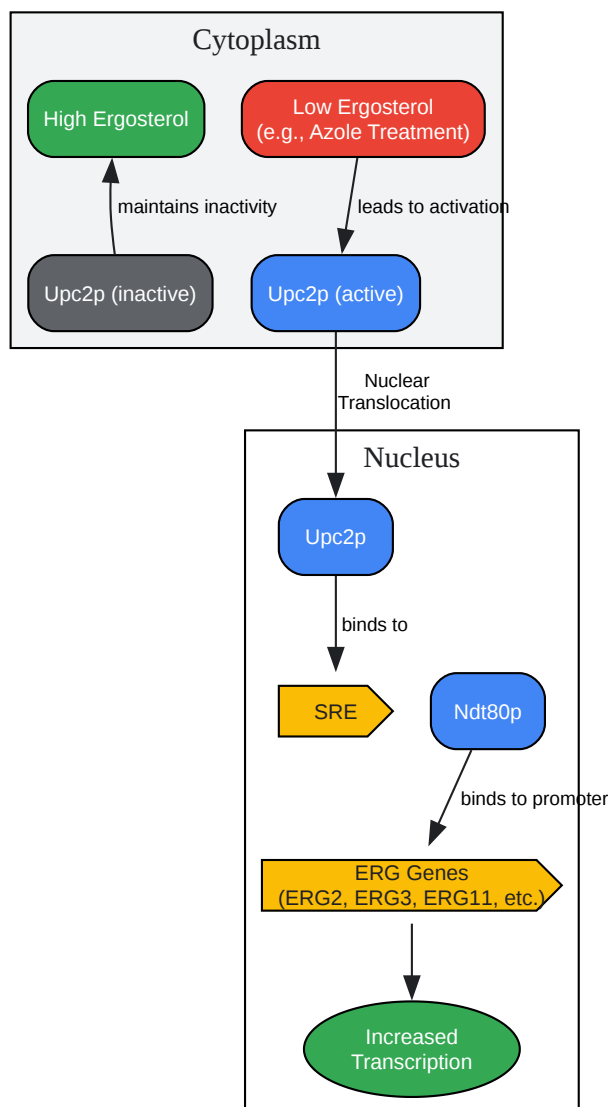 Cytoplasm
High Ergosterol
Low Ergosterol
(e.g., Azole Treatment)
maintains inactivity
leads to activation
Upc2p (inactive)
Upc2p (active)
Nuclear
Translocation
Nucleus
Upc2p
binds to
SRE
Ndt80p
binds to promoter
ERG Genes
(ERG2, ERG3, ERG11, etc.)
Increased
Transcription